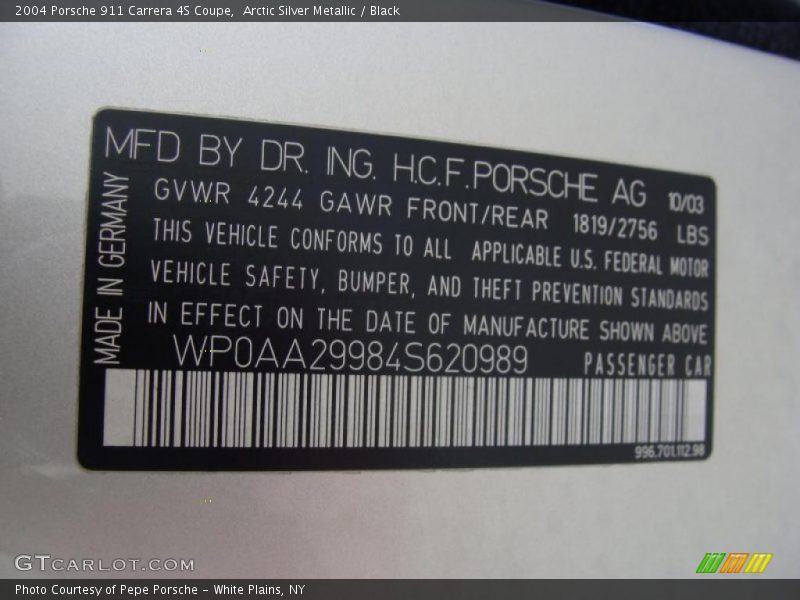 2004 Porsche 911 Carrera 4S Coupe, Arctic Silver Metallic / Black
MFD BY DR. ING. H.C.F. PORSCHE AG 10/03
GVWR 4244 GAWR FRONT/REAR 1819/2756 LBS
THIS VEHICLE CONFORMS TO ALL APPLICABLE U.S. FEDERAL MOTOR
VEHICLE SAFETY, BUMPER, AND THEFT PREVENTION STANDARDS
IN EFFECT ON THE DATE OF MANUFACTURE SHOWN ABOVE
WP0AA29984S620989 PASSENGER CAR
MADE IN GERMANY
996.701.112.98
GTCARLOT.COM
Photo Courtesy of Pepe Porsche - White Plains, NY